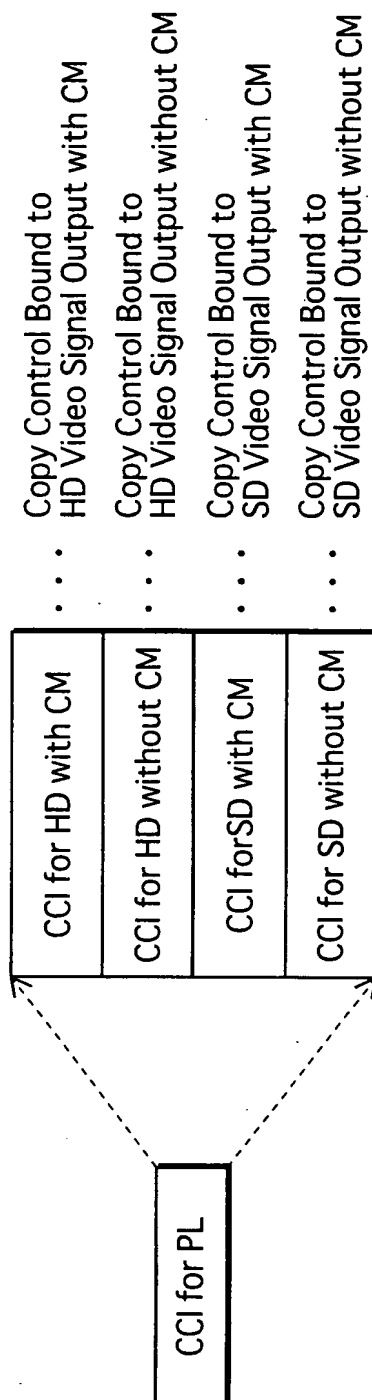 CCI for PL
CCI for HD with CM
CCI for HD without CM
CCI forSD with CM
CCI for SD without CM
. . . Copy Control Bound to
HD Video Signal Output with CM
. . . Copy Control Bound to
HD Video Signal Output without CM
. . . Copy Control Bound to
SD Video Signal Output with CM
. . . Copy Control Bound to
SD Video Signal Output without CM